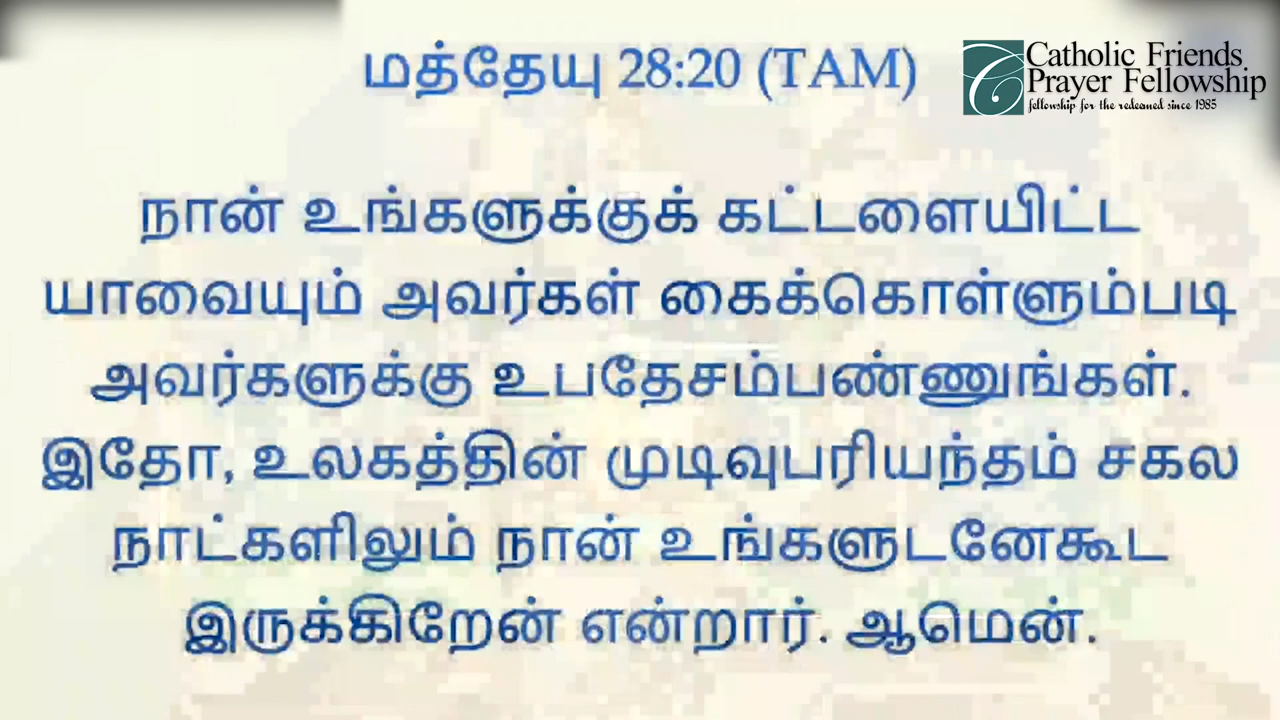 மத்தேயு 28:20 (TAM)
Catholic Friends
Prayer Fellowship
fellowship for the redeemed since 1985
நான் உங்களுக்குக் கட்டளையிட்ட
யாவையும் அவர்கள் கைக்கொள்ளும்படி
அவர்களுக்கு உபதேசம்பண்ணுங்கள்.
இதோ, உலகத்தின் முடிவுபரியந்தம் சகல
நாட்களிலும் நான் உங்களுடனேகூட
இருக்கிறேன் என்றார். ஆமென்.